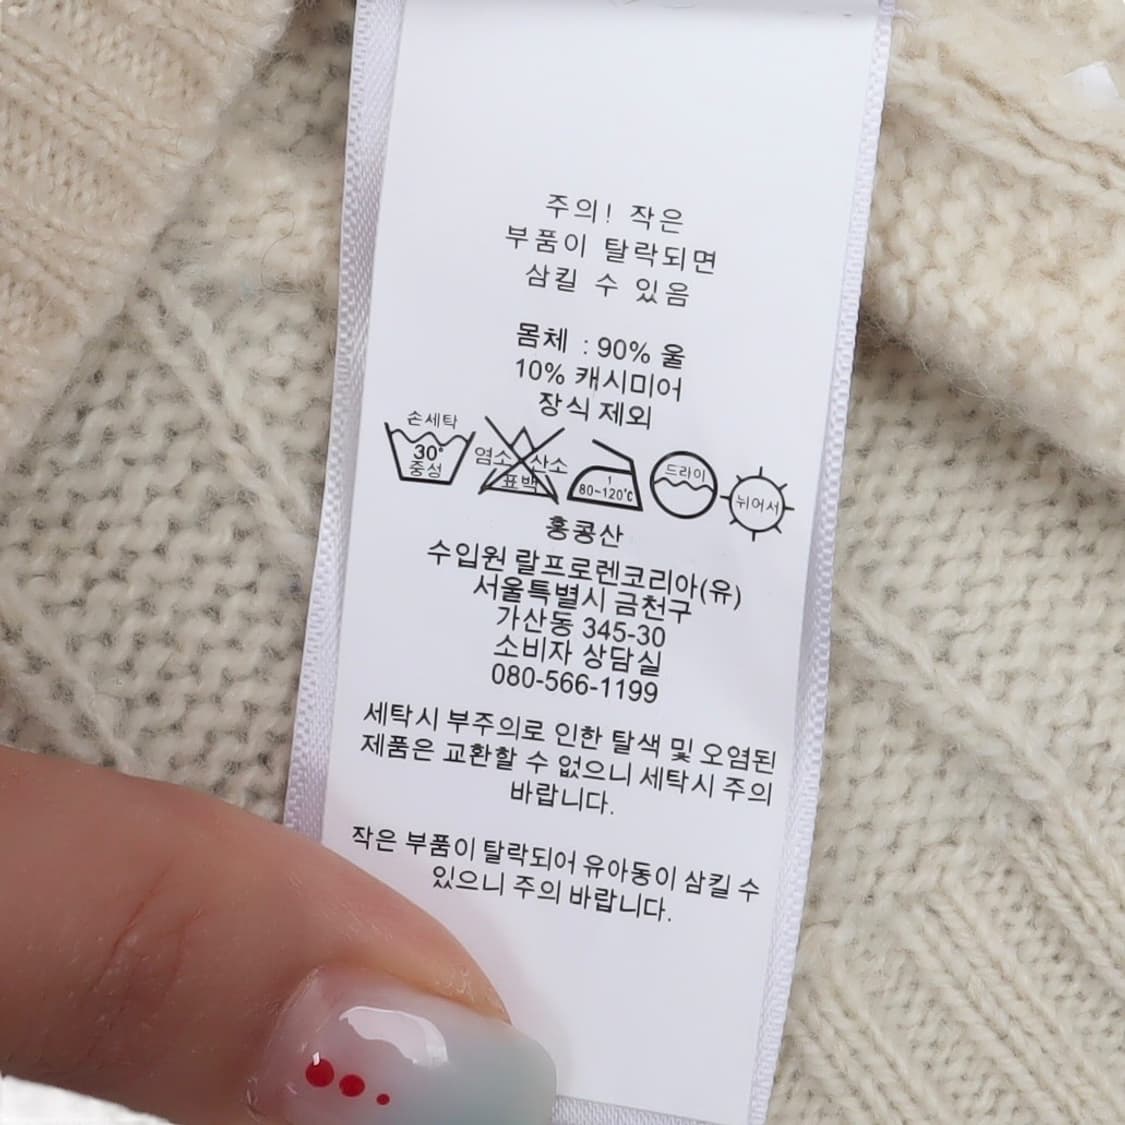 주의! 작은
부품이 탈락되면
삼킬 수 있음
몸체 : 90% 울
10% 캐시미어
장식 제외
손세탁
30°
중성
염소 산소
표백
1
80~120℃
드라이
뉘어서
홍콩산
수입원 랄프로렌코리아(유)
서울특별시 금천구
가산동 345-30
소비자 상담실
080-566-1199
세탁시 부주의로 인한 탈색 및 오염된
제품은 교환할 수 없으니 세탁시 주의
바랍니다.
작은 부품이 탈락되어 유아동이 삼킬 수
있으니 주의 바랍니다.